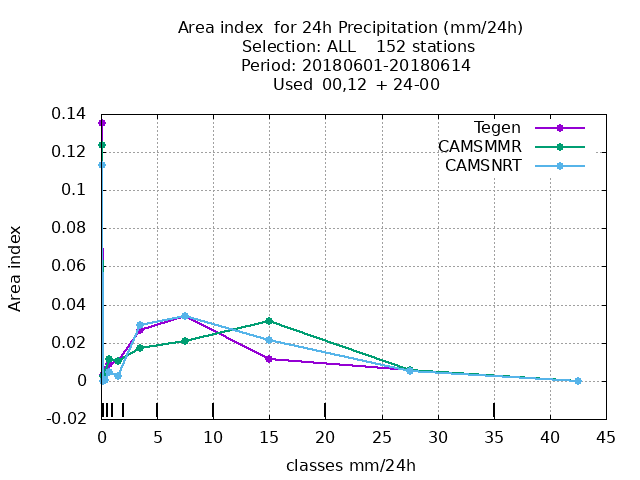 Area index  for 24h Precipitation (mm/24h)
Selection: ALL    152 stations
Period: 20180601-20180614
Used  00,12  + 24-00
Tegen
CAMSMMR
CAMSNRT
0.14
0.12
0.1
0.08
0.06
0.04
0.02
0
-0.02
Area index
0 5 10 15 20 25 30 35 40 45
classes mm/24h